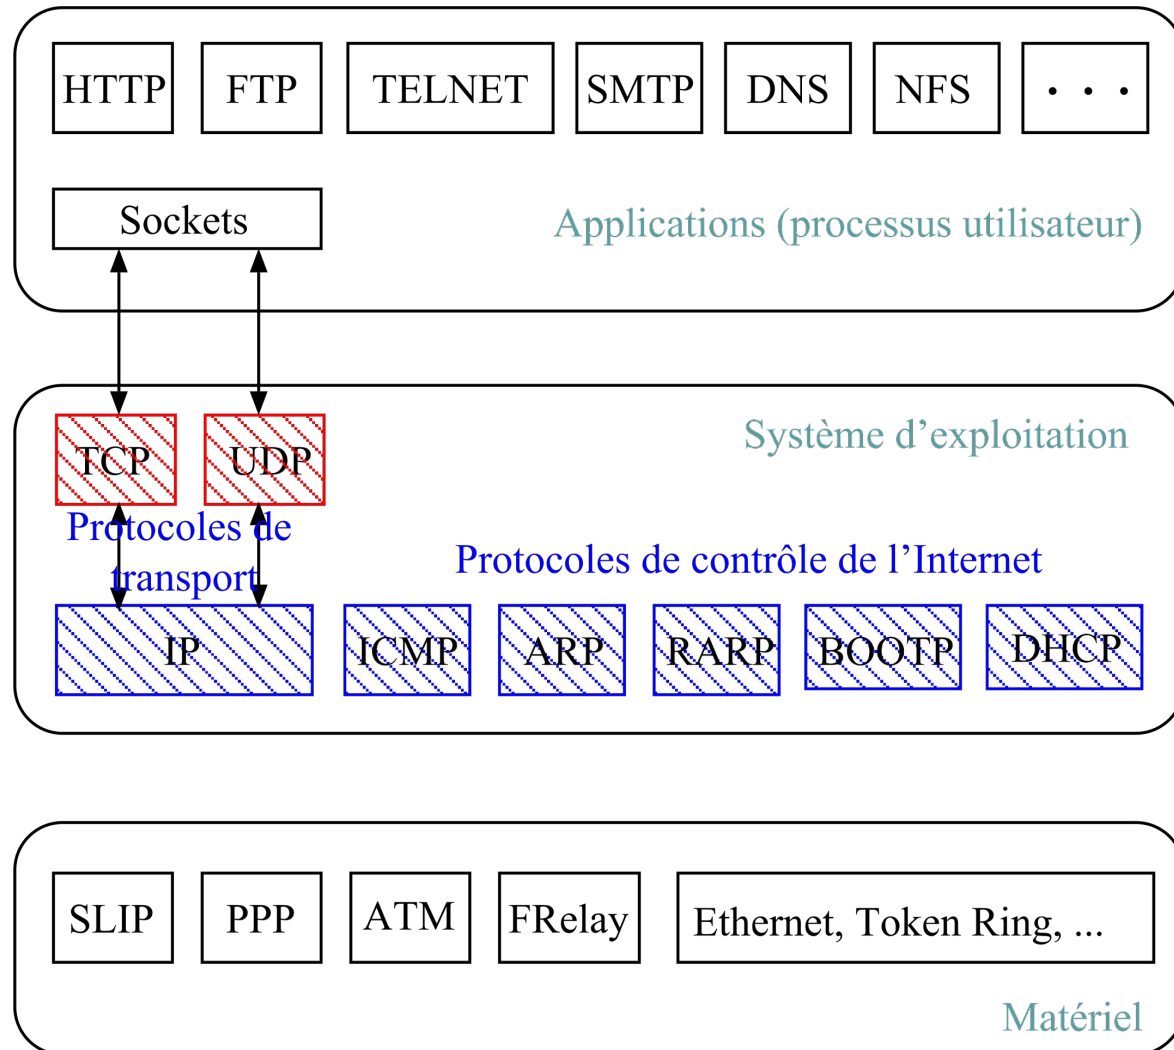 HTTP FTP TELNET SMTP DNS NFS . . .
Sockets
Applications (processus utilisateur)
Système d’exploitation
TCP UDP
Protocoles de
transport
Protocoles de contrôle de l’Internet
IP ICMP ARP RARP BOOTP DHCP
SLIP PPP ATM FRelay Ethernet, Token Ring, ...
Matériel